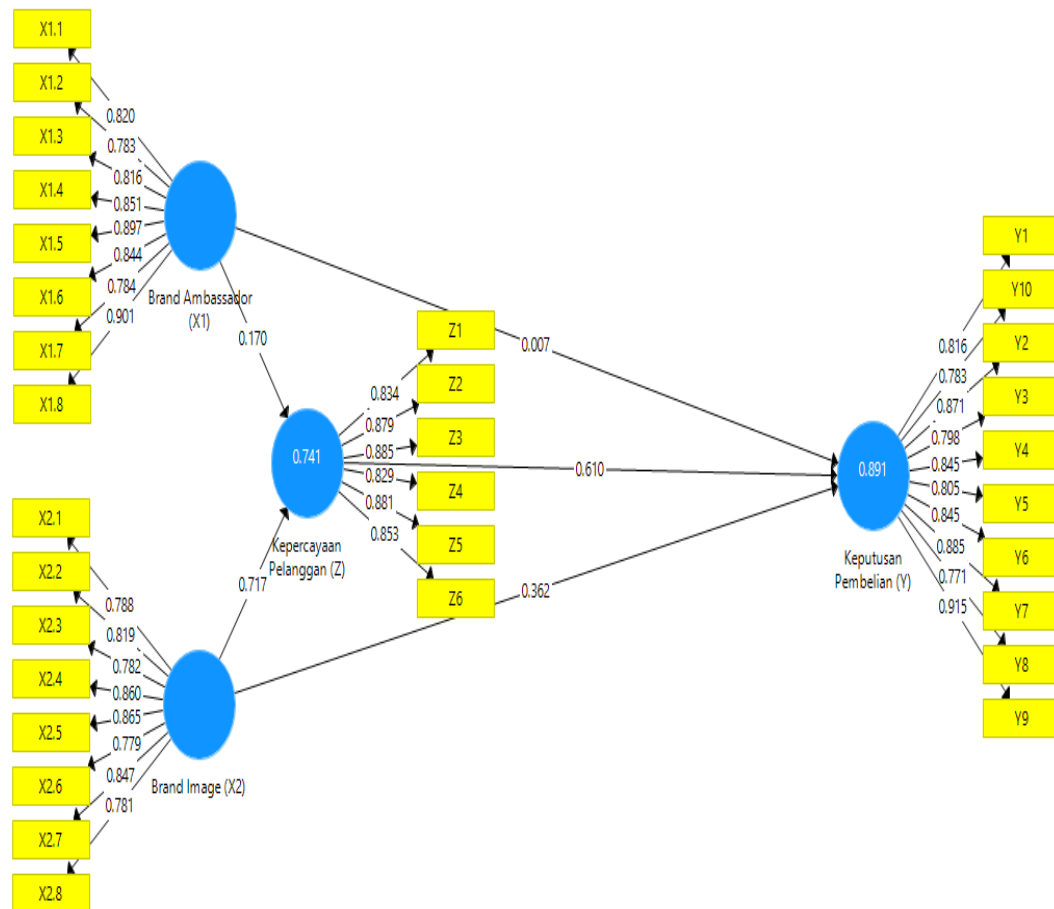 X1.1
X1.2
X1.3
X1.4
X1.5
X1.6
X1.7
X1.8
0.820
0.783
0.816
0.851
0.897
0.844
0.784
0.901
Brand Ambassador
(X1)
0.170
0.007
X2.1
X2.2
X2.3
X2.4
X2.5
X2.6
X2.7
X2.8
0.788
0.819
0.782
0.860
0.865
0.779
0.847
0.781
Brand Image (X2)
0.717
0.362
0.741
Kepercayaan
Pelanggan (Z)
0.834
0.879
0.885
0.829
0.881
0.853
Z1
Z2
Z3
Z4
Z5
Z6
0.610
0.891
Keputusan
Pembelian (Y)
0.816
0.783
0.871
0.798
0.845
0.805
0.845
0.885
0.771
0.915
Y1
Y10
Y2
Y3
Y4
Y5
Y6
Y7
Y8
Y9